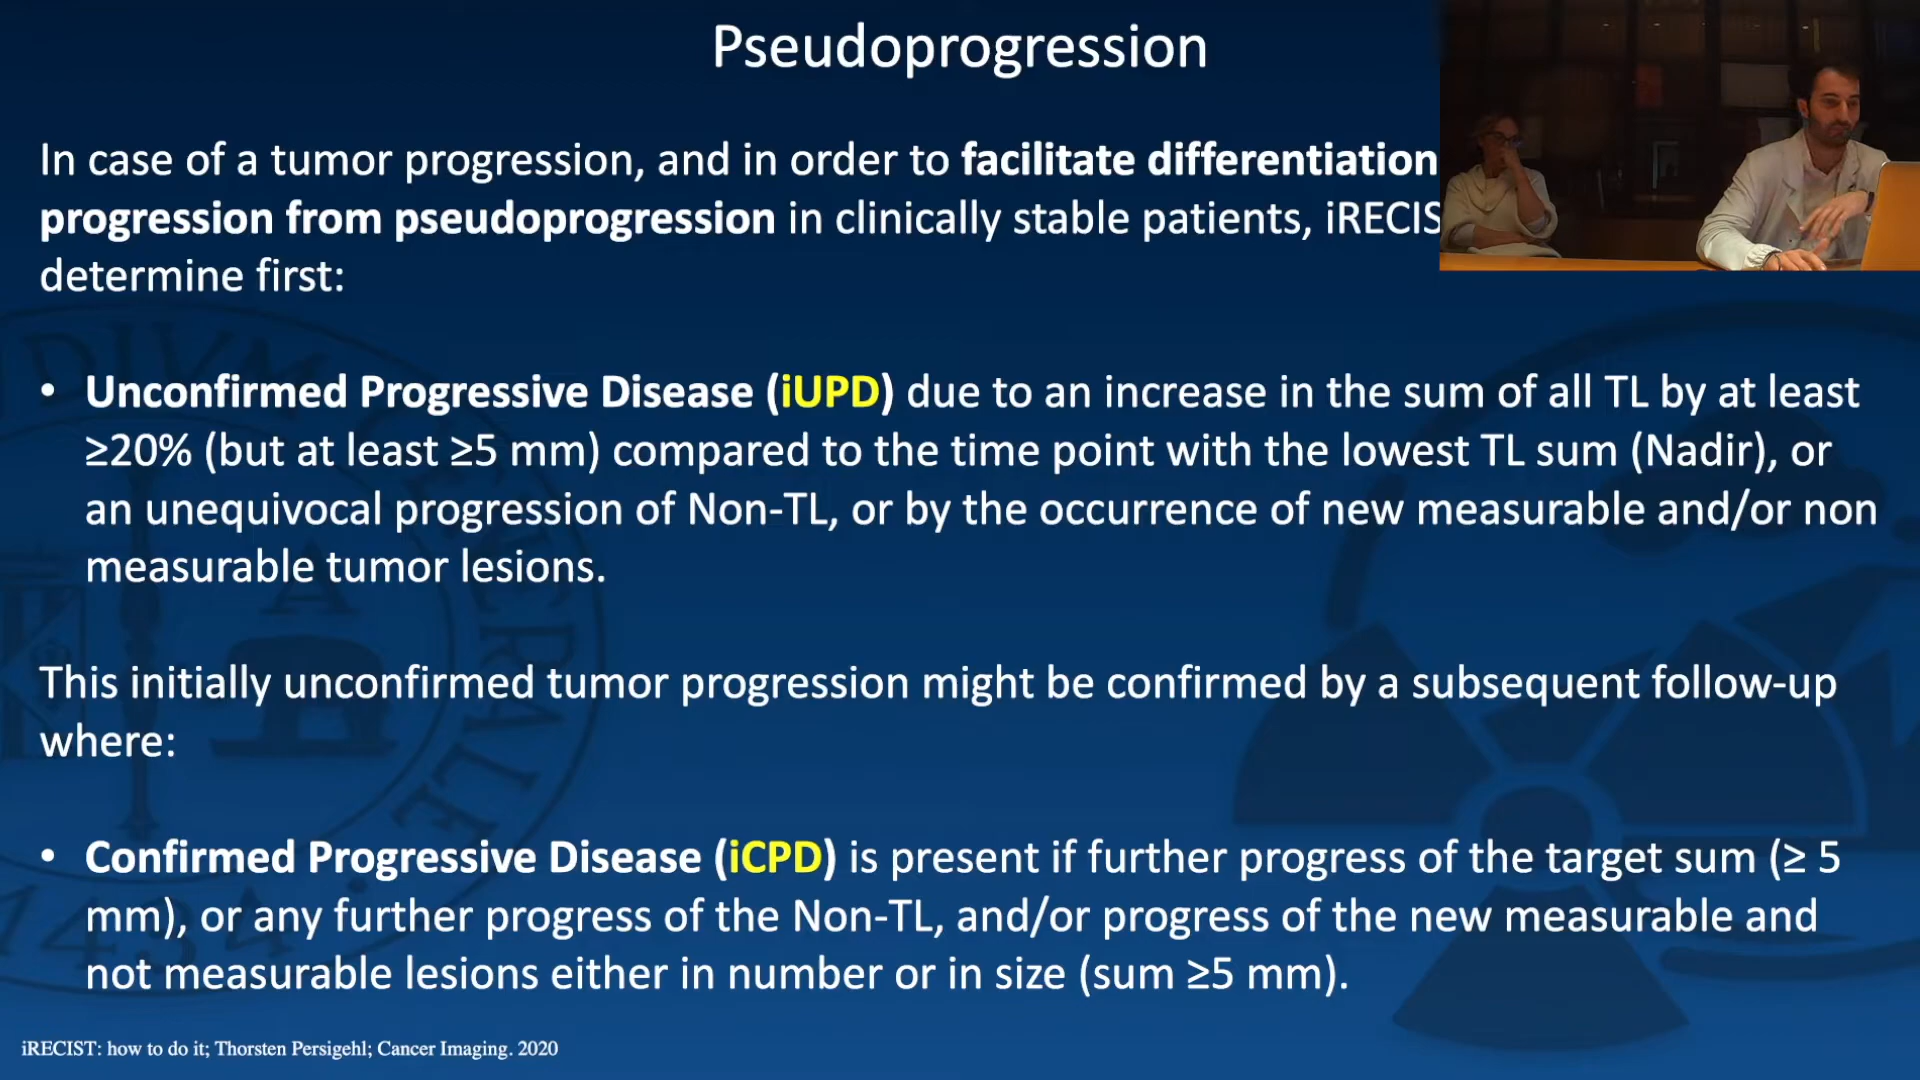 Pseudoprogression
In case of a tumor progression, and in order to facilitate differentiation
progression from pseudoprogression in clinically stable patients, iRECIS
determine first:
• Unconfirmed Progressive Disease (iUPD) due to an increase in the sum of all TL by at least
≥20% (but at least ≥5 mm) compared to the time point with the lowest TL sum (Nadir), or
an unequivocal progression of Non-TL, or by the occurrence of new measurable and/or non
measurable tumor lesions.
This initially unconfirmed tumor progression might be confirmed by a subsequent follow-up
where:
• Confirmed Progressive Disease (iCPD) is present if further progress of the target sum (≥ 5
mm), or any further progress of the Non-TL, and/or progress of the new measurable and
not measurable lesions either in number or in size (sum ≥5 mm).
iRECIST: how to do it; Thorsten Persigehl; Cancer Imaging. 2020